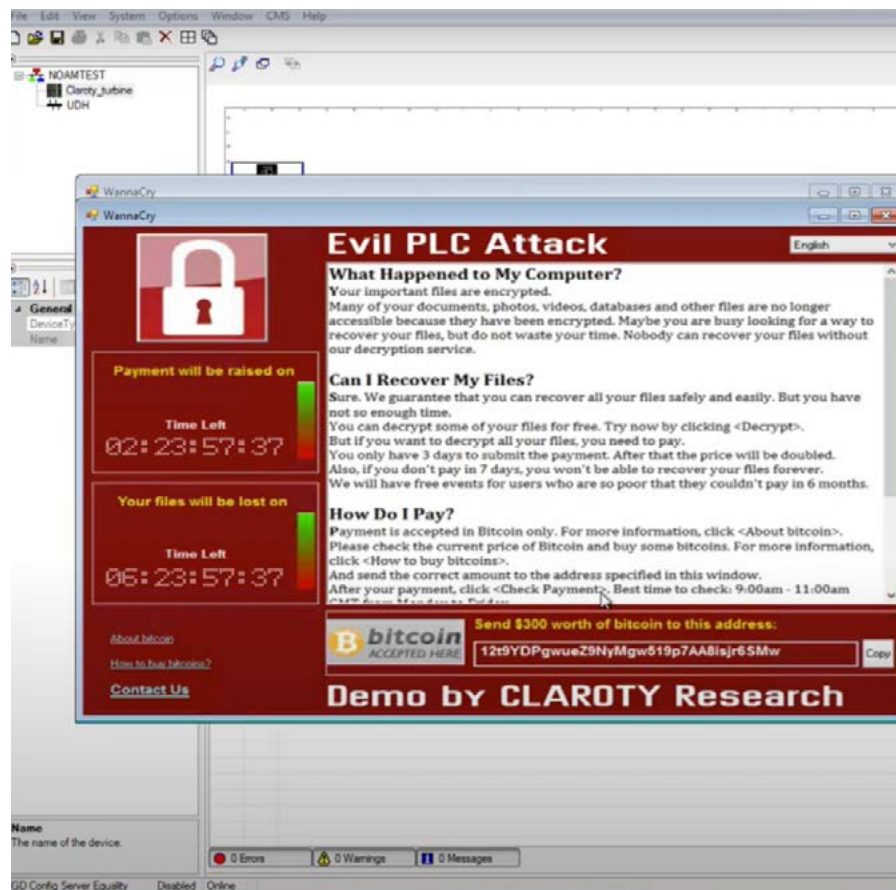 File Edit View System Options Window CMS Help
NOAMTEST
Claroty_turbine
UDH
WannaCry
WannaCry
Evil PLC Attack
English
What Happened to My Computer?
Your important files are encrypted.
Many of your documents, photos, videos, databases and other files are no longer
accessible because they have been encrypted. Maybe you are busy looking for a way to
recover your files, but do not waste your time. Nobody can recover your files without
our decryption service.
Can I Recover My Files?
Sure. We guarantee that you can recover all your files safely and easily. But you have
not so enough time.
You can decrypt some of your files for free. Try now by clicking <Decrypt>.
But if you want to decrypt all your files, you need to pay.
You only have 3 days to submit the payment. After that the price will be doubled.
Also, if you don't pay in 7 days, you won't be able to recover your files forever.
We will have free events for users who are so poor that they couldn't pay in 6 months.
How Do I Pay?
Payment is accepted in Bitcoin only. For more information, click <About bitcoin>.
Please check the current price of Bitcoin and buy some bitcoins. For more information,
click <How to buy bitcoins>.
And send the correct amount to the address specified in this window.
After your payment, click <Check Payment>. Best time to check: 9:00am - 11:00am
GMT from Monday to Friday
Payment will be raised on
Time Left
02:23:57:37
Your files will be lost on
Time Left
06:23:57:37
About bitcoin
How to buy bitcoins?
Contact Us
bitcoin
ACCEPTED HERE
Send $300 worth of bitcoin to this address:
12t9YDPgwueZ9NyMgw519p7AA8isjr6SMw
Copy
Demo by CLAROTY Research
General
DeviceTy
Name
Name
The name of the device.
0 Errors
0 Warnings
0 Messages
GD Config Server Equality Disabled Online